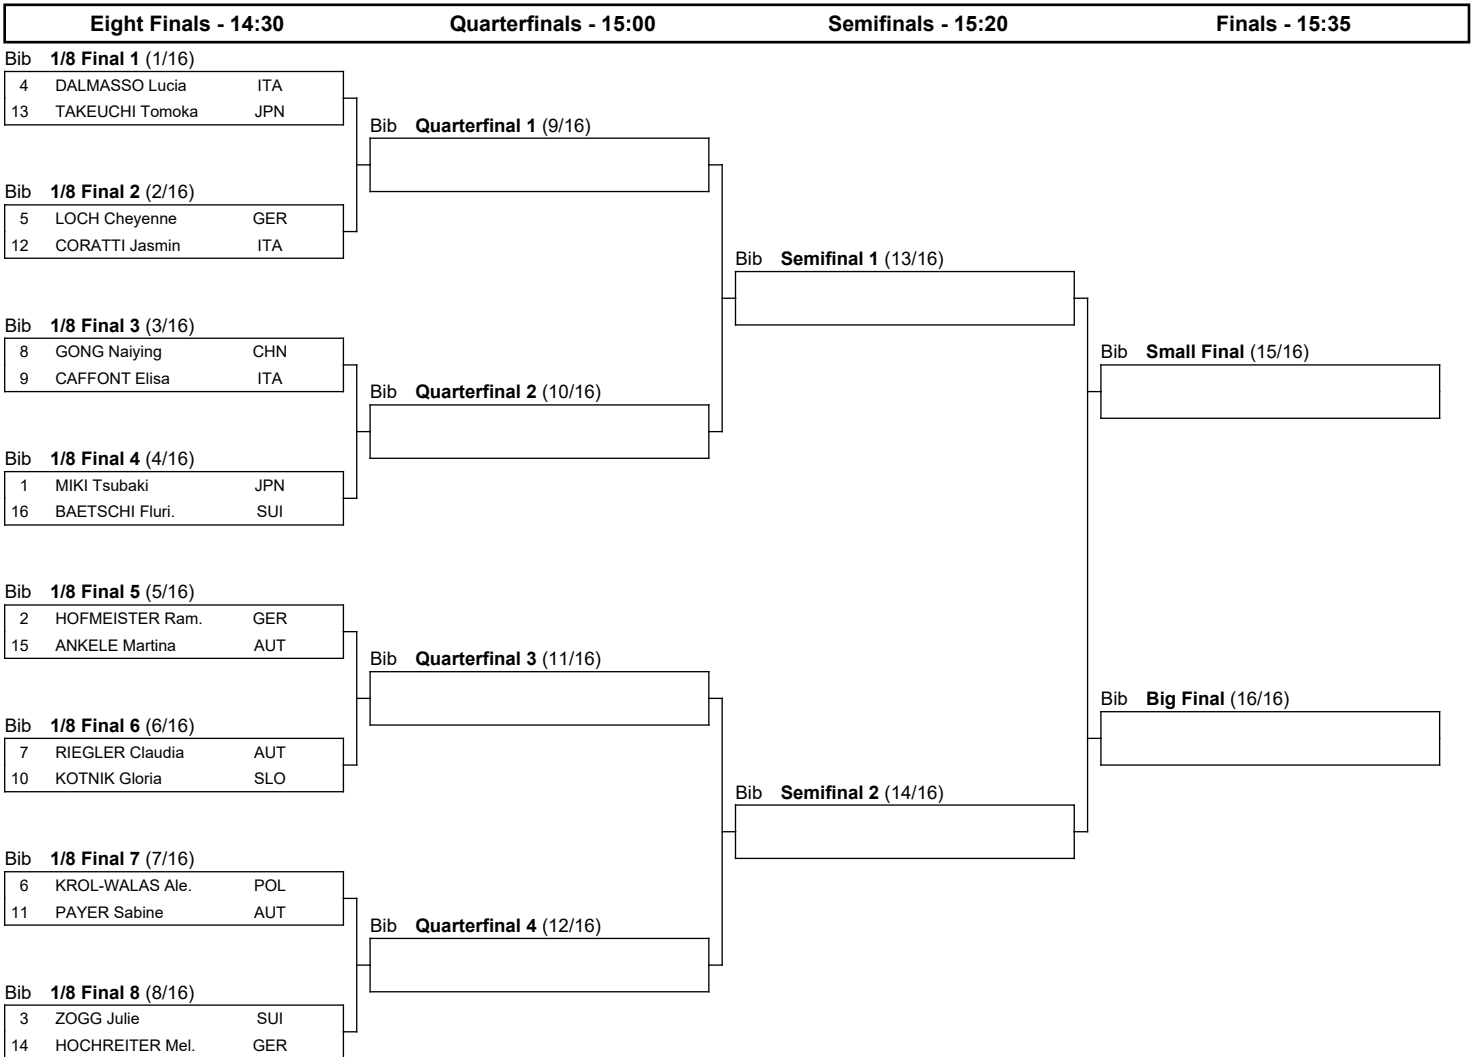 Eight Finals - 14:30 Quarterfinals - 15:00 Semifinals - 15:20 Finals - 15:35
Bib 1/8 Final 1 (1/16)
4 DALMASSO Lucia ITA
13 TAKEUCHI Tomoka JPN
Bib Quarterfinal 1 (9/16)
Bib 1/8 Final 2 (2/16)
5 LOCH Cheyenne GER
12 CORATTI Jasmin ITA
Bib Semifinal 1 (13/16)
Bib 1/8 Final 3 (3/16)
8 GONG Naiying CHN
9 CAFFONT Elisa ITA
Bib Small Final (15/16)
Bib Quarterfinal 2 (10/16)
Bib 1/8 Final 4 (4/16)
1 MIKI Tsubaki JPN
16 BAETSCHI Fluri. SUI
Bib 1/8 Final 5 (5/16)
2 HOFMEISTER Ram. GER
15 ANKELE Martina AUT
Bib Quarterfinal 3 (11/16)
Bib Big Final (16/16)
Bib 1/8 Final 6 (6/16)
7 RIEGLER Claudia AUT
10 KOTNIK Gloria SLO
Bib Semifinal 2 (14/16)
Bib 1/8 Final 7 (7/16)
6 KROL-WALAS Ale. POL
11 PAYER Sabine AUT
Bib Quarterfinal 4 (12/16)
Bib 1/8 Final 8 (8/16)
3 ZOGG Julie SUI
14 HOCHREITER Mel. GER